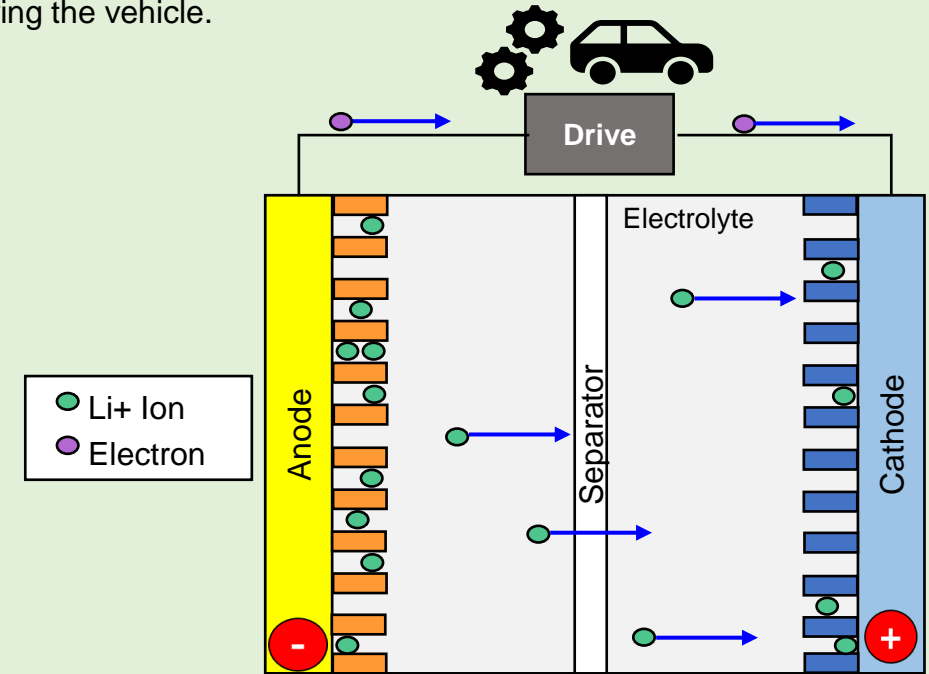 ing the vehicle.
Drive
Electrolyte
Separator
Anode
Cathode
Li+ Ion
Electron
-
+